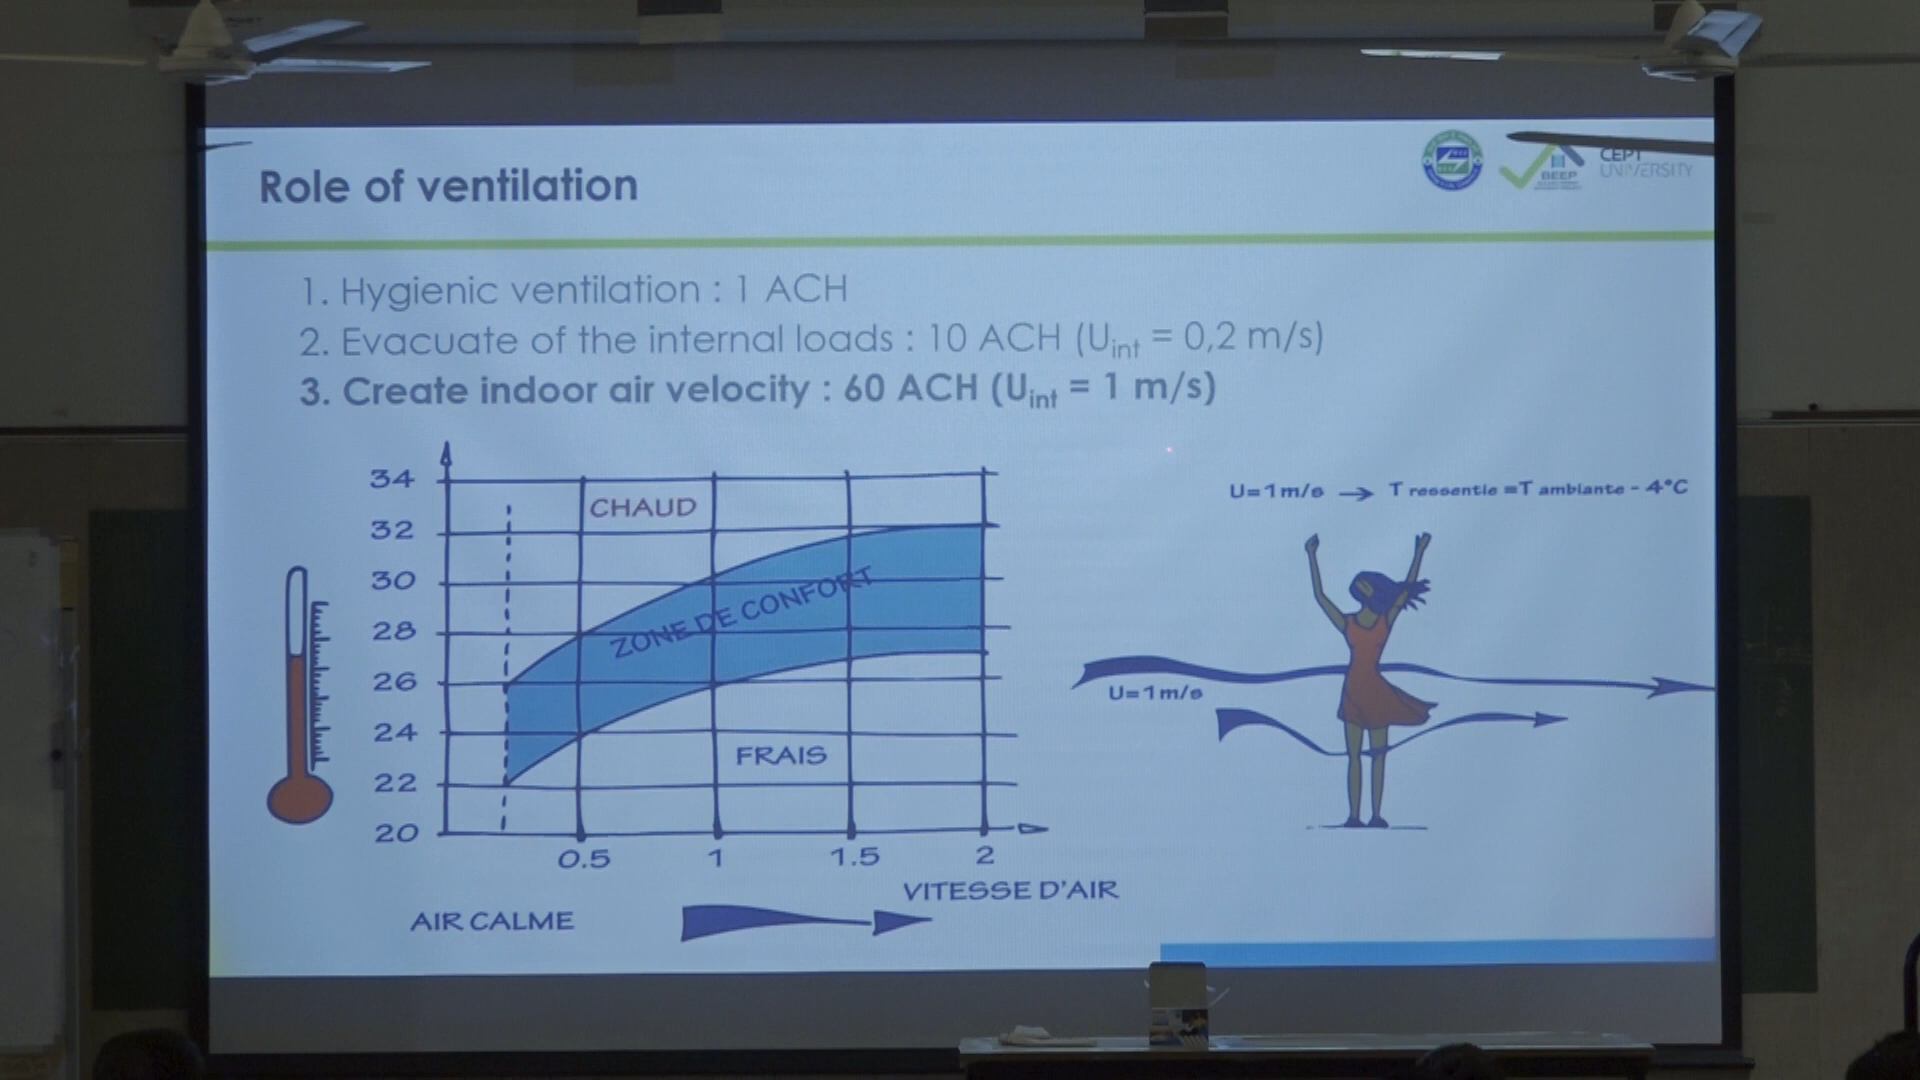 Role of ventilation
BEEP
CEPT
UNIVERSITY
1. Hygienic ventilation : 1 ACH
2. Evacuate of the internal loads : 10 ACH (Uint = 0,2 m/s)
3. Create indoor air velocity : 60 ACH (Uint = 1 m/s)
34
32
30
28
26
24
22
20
CHAUD
ZONE DE CONFORT
FRAIS
0.5 1 1.5 2
VITESSE D'AIR
AIR CALME
U=1m/s → T ressentie =T ambiante - 4°C
U=1m/s